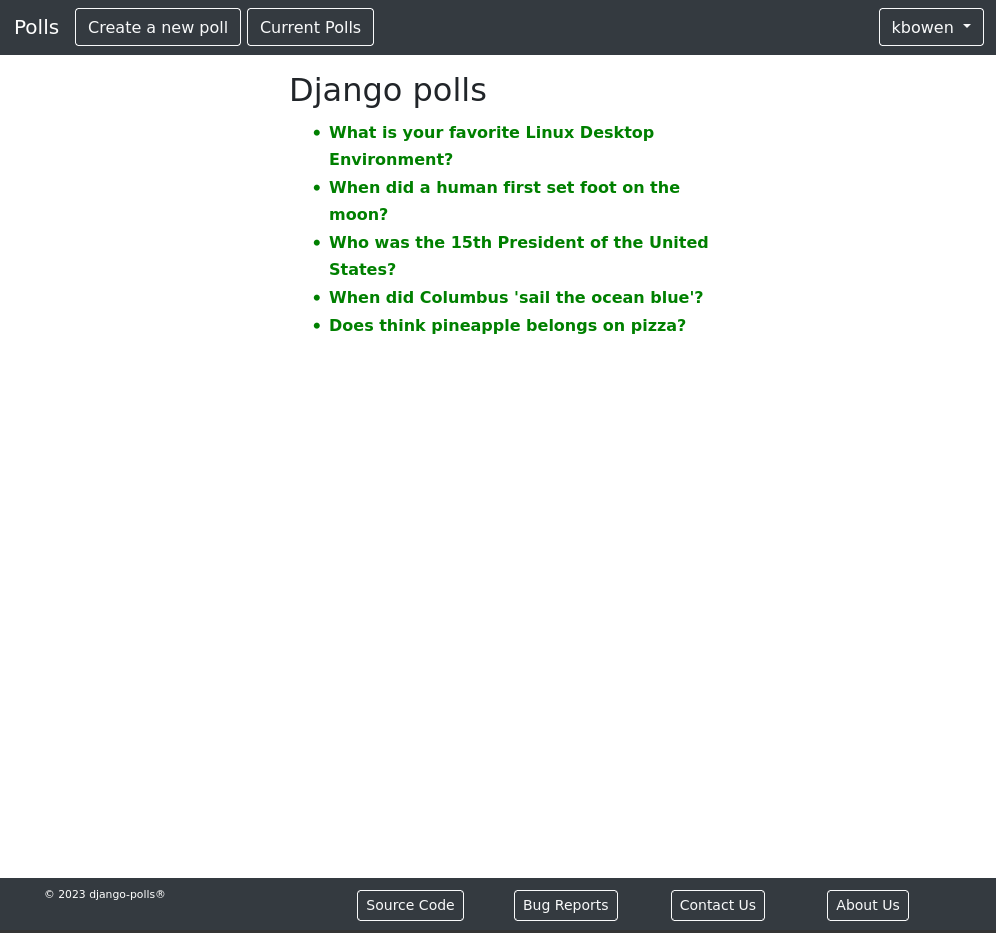 Polls Create a new poll Current Polls kbowen
Django polls
• What is your favorite Linux Desktop
Environment?
• When did a human first set foot on the
moon?
• Who was the 15th President of the United
States?
• When did Columbus 'sail the ocean blue'?
• Does think pineapple belongs on pizza?
© 2023 django-polls® Source Code Bug Reports Contact Us About Us